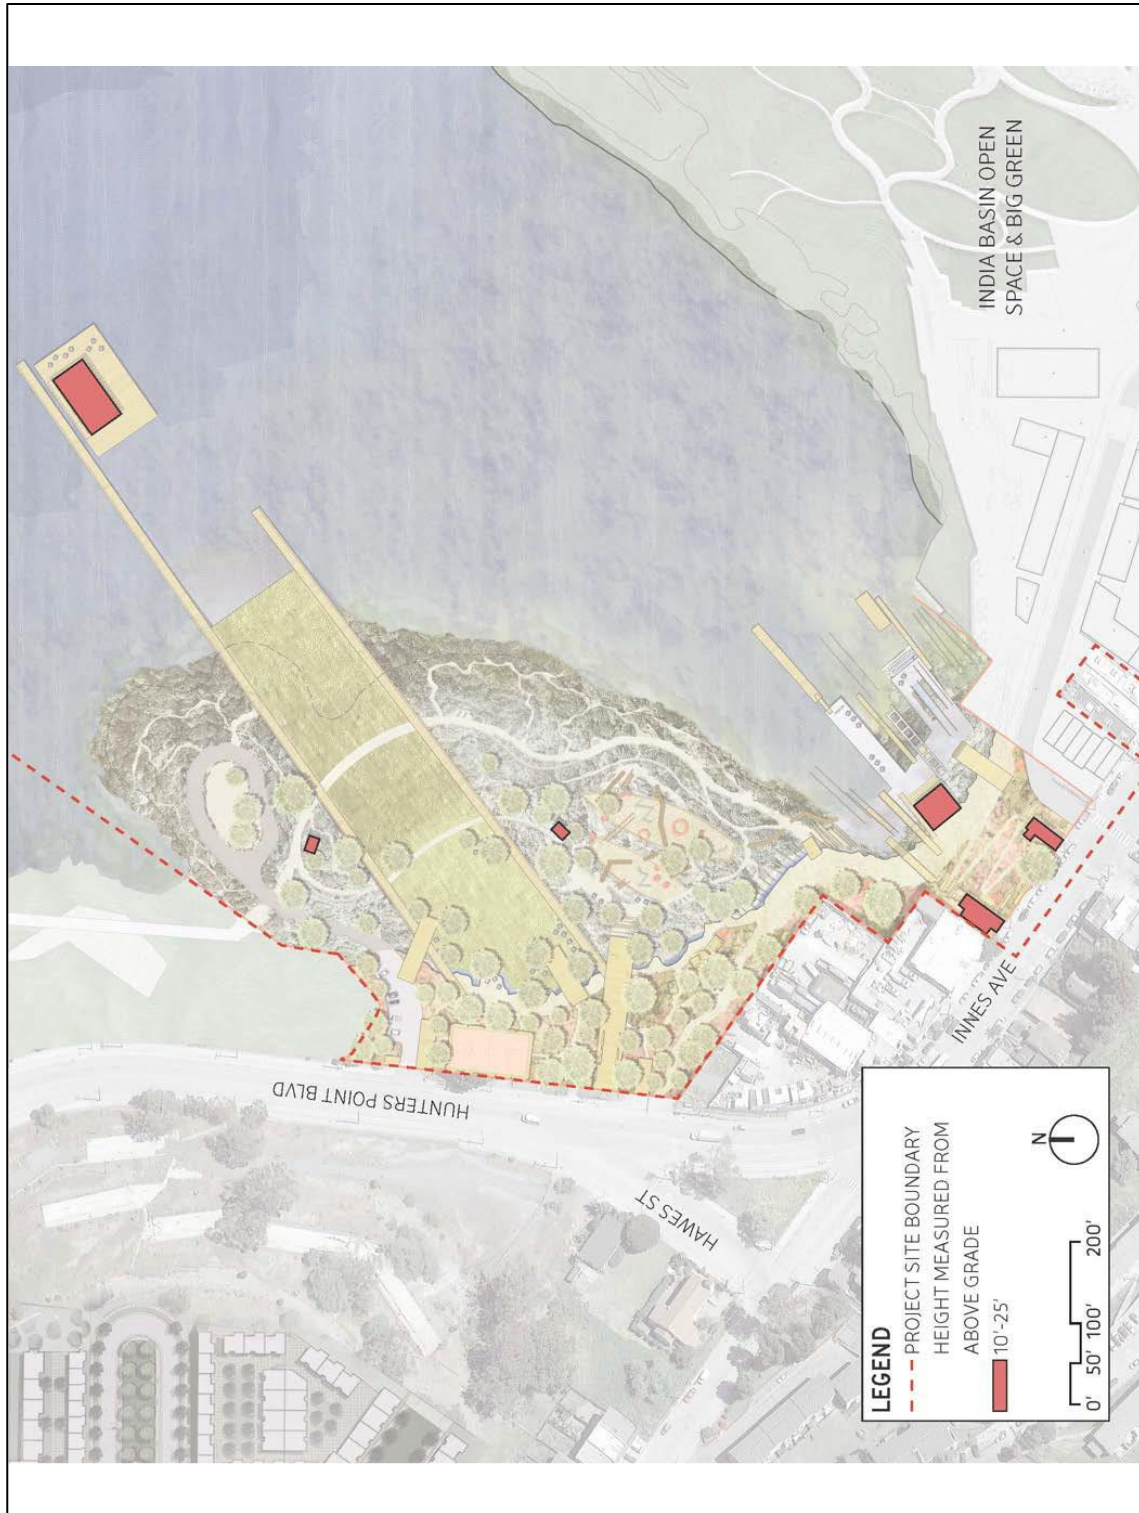 INDIA BASIN OPEN
SPACE & BIG GREEN
HUNTERS POINT BLVD
HAWES ST
INNES AVE
LEGEND
PROJECT SITE BOUNDARY
HEIGHT MEASURED FROM
ABOVE GRADE
10'-25'
N
0' 50' 100' 200'